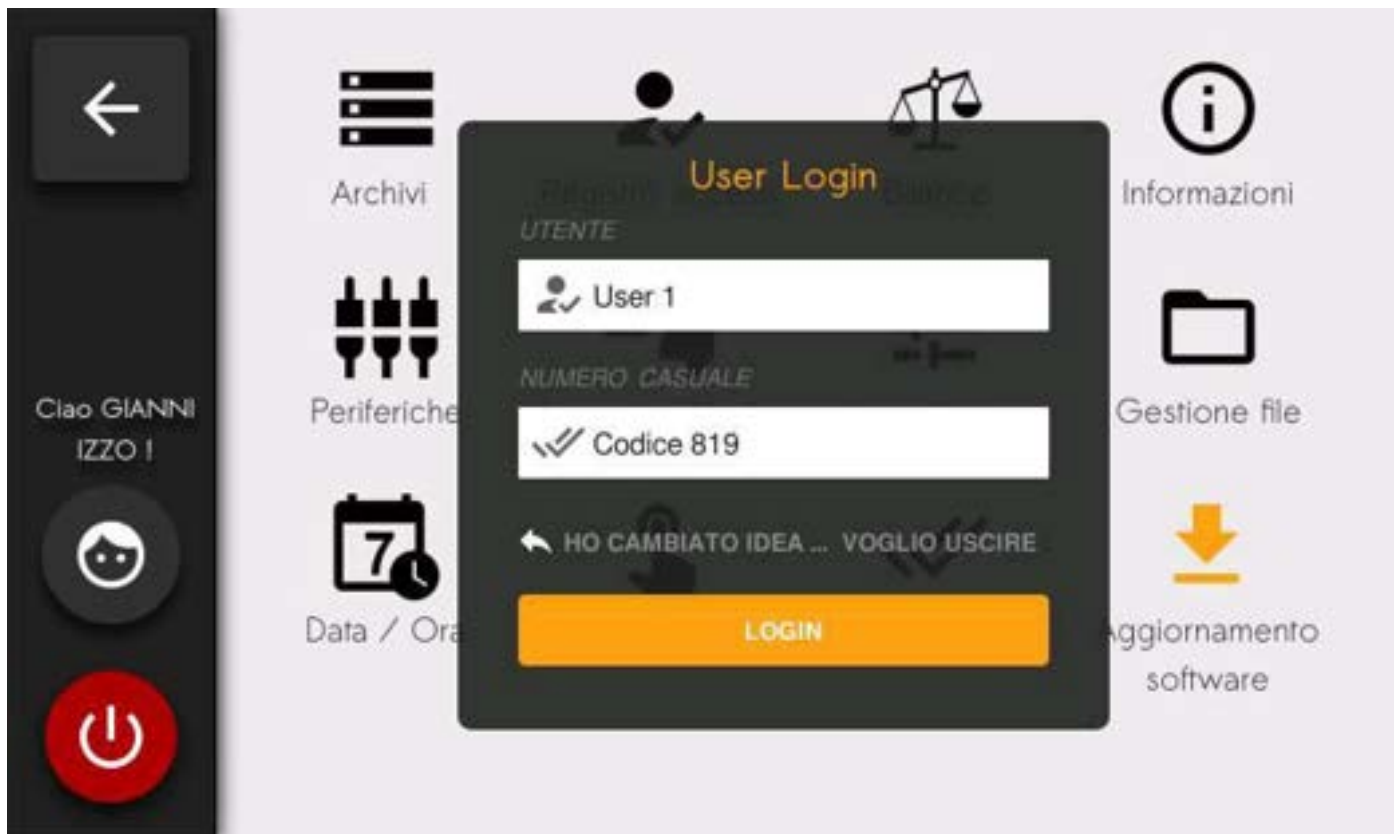 Archivi
Informazioni
User Login
UTENTE
User 1
NUMERO CASUALE
Codice 819
Periferiche
Gestione file
Ciao GIANNI
IZZO !
7
HO CAMBIATO IDEA ... VOGLIO USCIRE
LOGIN
Data / Ora
Aggiornamento
software